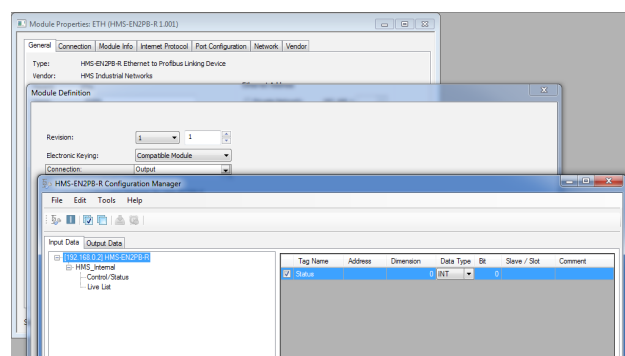 Module Properties: ETH (HMS-EN2PB-R 1.001)
General Connection Module Info Internet Protocol Port Configuration Network Vendor
Type: HMS-EN2PB-R Ethernet to Profibus Linking Device
Vendor: HMS Industrial Networks
Module Definition
Revision: 1 1
Electronic Keying: Compatible Module
Connection: Output
HMS-EN2PB-R Configuration Manager
File Edit Tools Help
Input Data Output Data
[192.168.0.2] HMS-EN2PB-R
HMS_Internal
Control/Status
Live List
Tag Name Address Dimension Data Type Bit Slave / Slot Comment
Status 0 INT 0